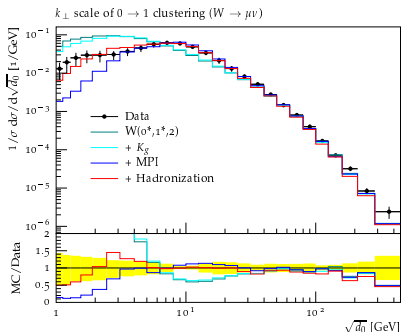 k⊥ scale of 0 → 1 clustering (W → μν)
1/σ dσ/d√d₀ [1/GeV]
10⁻¹
10⁻²
10⁻³
10⁻⁴
10⁻⁵
10⁻⁶
Data
W(0*,1*,2)
+ Kg
+ MPI
+ Hadronization
MC/Data
2
1.5
1
0.5
0
1 10¹ 10²
√d₀ [GeV]